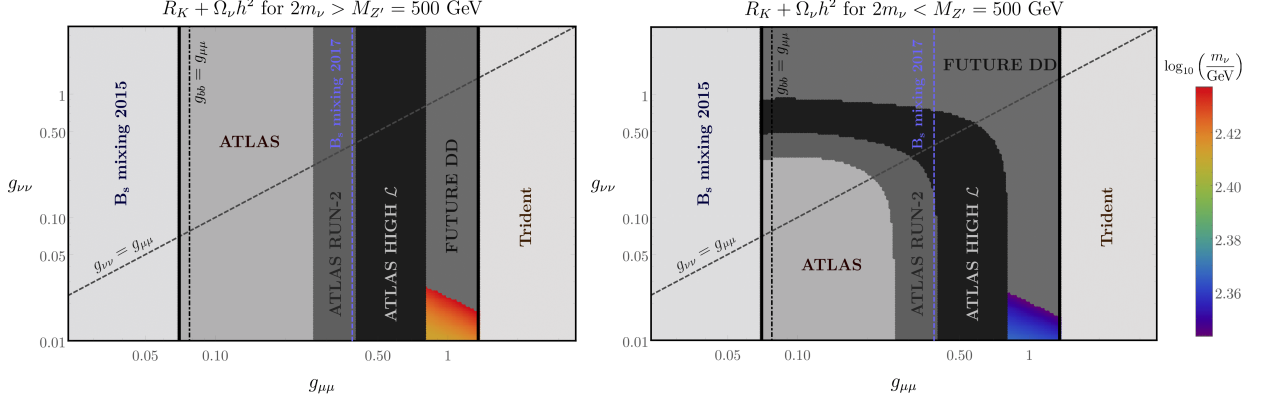 R_K + Ω_νh² for 2m_ν > M_Z′ = 500 GeV
B_s mixing 2015
g_bb = g_μμ
ATLAS
B_s mixing 2017
ATLAS RUN-2
ATLAS HIGH ℒ
FUTURE DD
Trident
g_νν = g_μμ
g_νν
1
0.50
0.10
0.05
0.01
0.05
0.10
0.50
1
g_μμ
R_K + Ω_νh² for 2m_ν < M_Z′ = 500 GeV
B_s mixing 2015
g_bb = g_μμ
FUTURE DD
B_s mixing 2017
ATLAS
ATLAS RUN-2
ATLAS HIGH ℒ
Trident
g_νν = g_μμ
g_νν
1
0.50
0.10
0.05
0.01
0.05
0.10
0.50
1
g_μμ
log₁₀ (m_ν/GeV)
2.42
2.40
2.38
2.36